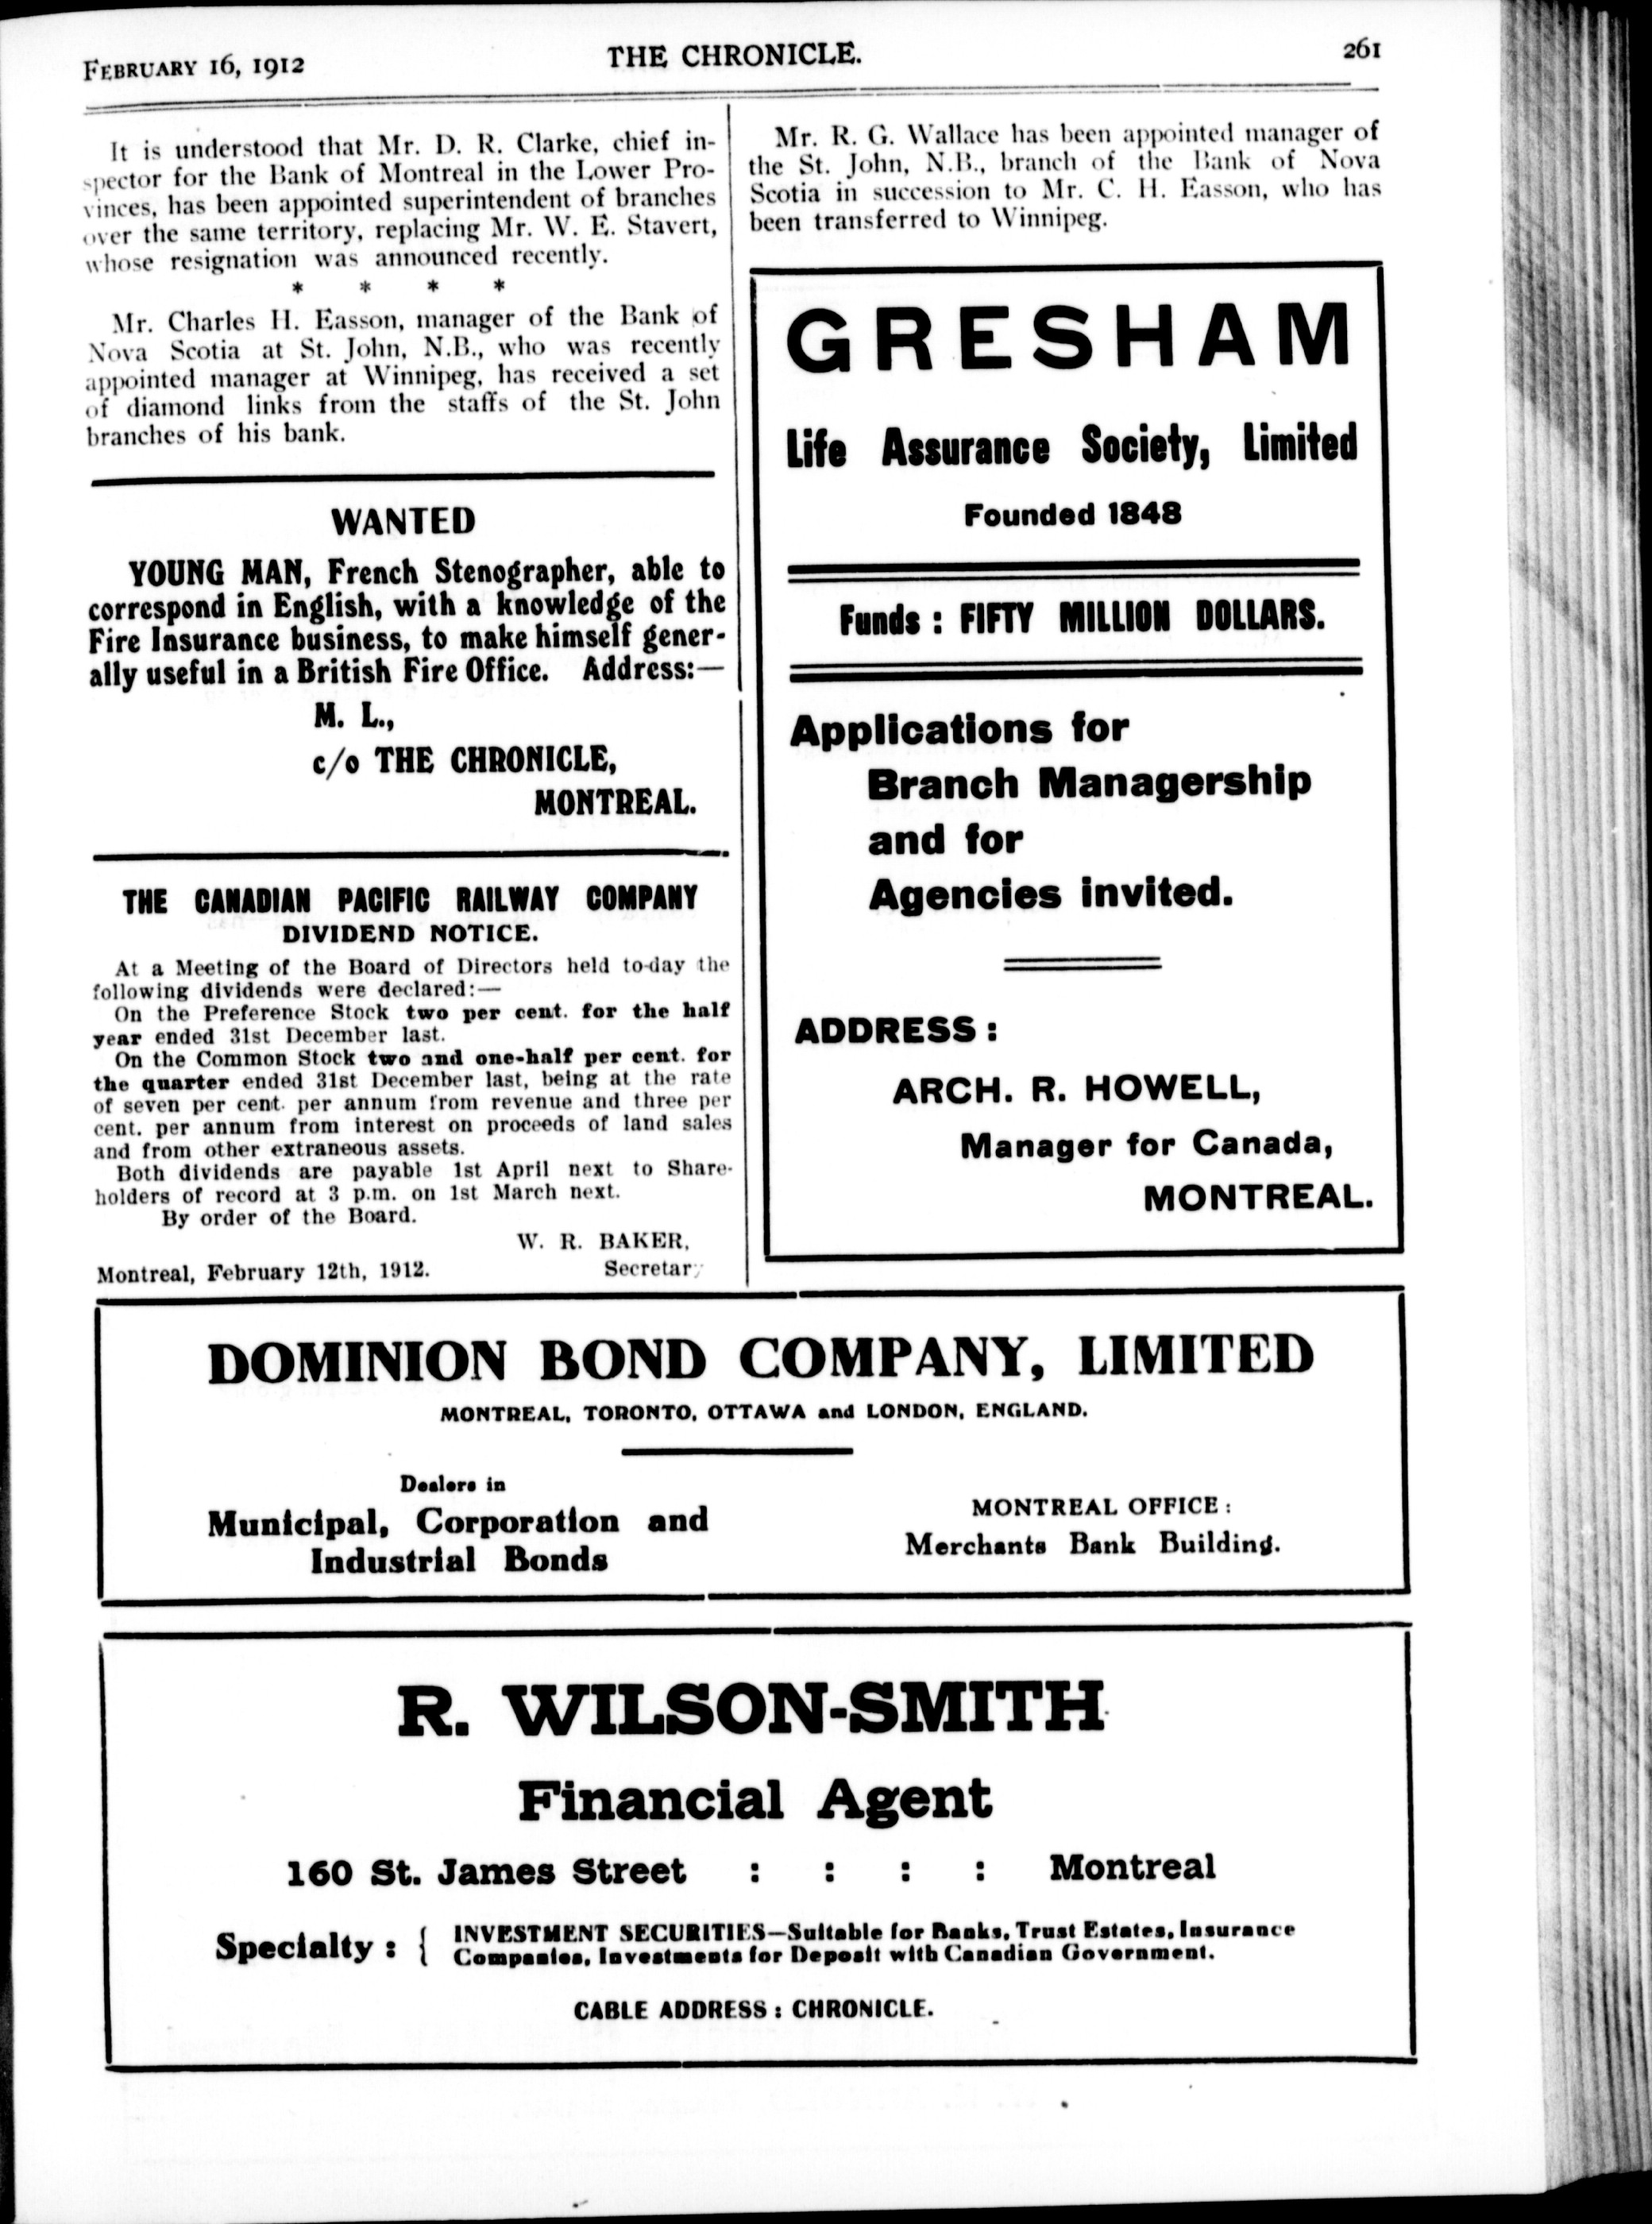 FEBRUARY 16, 1912 THE CHRONICLE. 261
It is understood that Mr. D. R. Clarke, chief in-
spector for the Bank of Montreal in the Lower Pro-
vinces, has been appointed superintendent of branches
over the same territory, replacing Mr. W. E. Stavert,
whose resignation was announced recently.
* * * *
Mr. Charles H. Easson, manager of the Bank of
Nova Scotia at St. John, N.B., who was recently
appointed manager at Winnipeg, has received a set
of diamond links from the staffs of the St. John
branches of his bank.
WANTED
YOUNG MAN, French Stenographer, able to
correspond in English, with a knowledge of the
Fire Insurance business, to make himself gener-
ally useful in a British Fire Office. Address:—
M. L.,
c/o THE CHRONICLE,
MONTREAL.
THE CANADIAN PACIFIC RAILWAY COMPANY
DIVIDEND NOTICE.
At a Meeting of the Board of Directors held to-day the
following dividends were declared:—
On the Preference Stock two per cent. for the half
year ended 31st December last.
On the Common Stock two and one-half per cent. for
the quarter ended 31st December last, being at the rate
of seven per cent. per annum from revenue and three per
cent. per annum from interest on proceeds of land sales
and from other extraneous assets.
Both dividends are payable 1st April next to Share-
holders of record at 3 p.m. on 1st March next.
By order of the Board.
W. R. BAKER,
Montreal, February 12th, 1912. Secretary
Mr. R. G. Wallace has been appointed manager of
the St. John, N.B., branch of the Bank of Nova
Scotia in succession to Mr. C. H. Easson, who has
been transferred to Winnipeg.
GRESHAM
Life Assurance Society, Limited
Founded 1848
Funds : FIFTY MILLION DOLLARS.
Applications for
Branch Managership
and for
Agencies invited.
ADDRESS :
ARCH. R. HOWELL,
Manager for Canada,
MONTREAL.
DOMINION BOND COMPANY, LIMITED
MONTREAL, TORONTO, OTTAWA and LONDON, ENGLAND.
Dealers in
Municipal, Corporation and
Industrial Bonds
MONTREAL OFFICE :
Merchants Bank Building.
R. WILSON-SMITH
Financial Agent
160 St. James Street : : : : Montreal
Specialty : { INVESTMENT SECURITIES—Suitable for Banks, Trust Estates, Insurance
Companies, Investments for Deposit with Canadian Government.
CABLE ADDRESS : CHRONICLE.